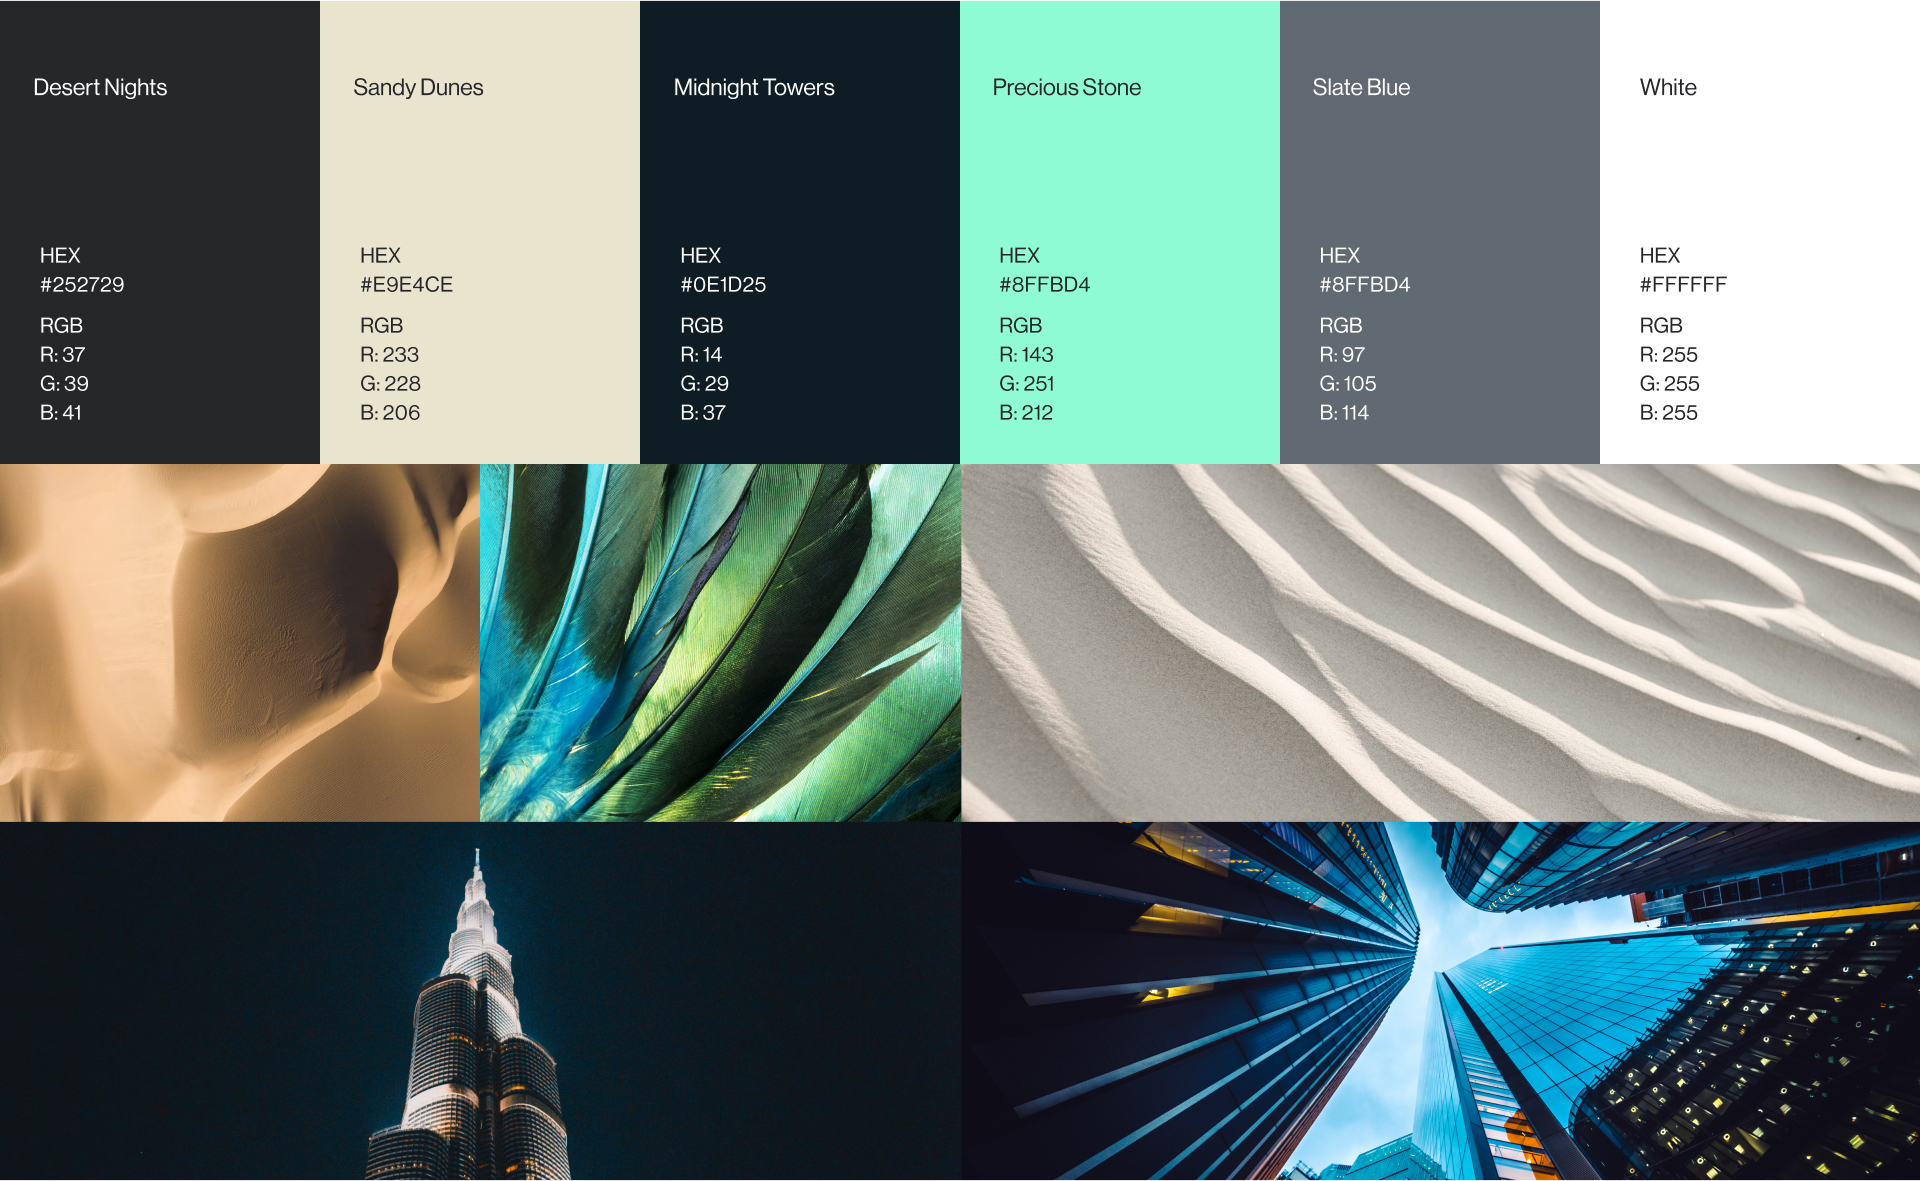 Desert Nights
HEX
#252729
RGB
R: 37
G: 39
B: 41
Sandy Dunes
HEX
#E9E4CE
RGB
R: 233
G: 228
B: 206
Midnight Towers
HEX
#0E1D25
RGB
R: 14
G: 29
B: 37
Precious Stone
HEX
#8FFBD4
RGB
R: 143
G: 251
B: 212
Slate Blue
HEX
#8FFBD4
RGB
R: 97
G: 105
B: 114
White
HEX
#FFFFFF
RGB
R: 255
G: 255
B: 255